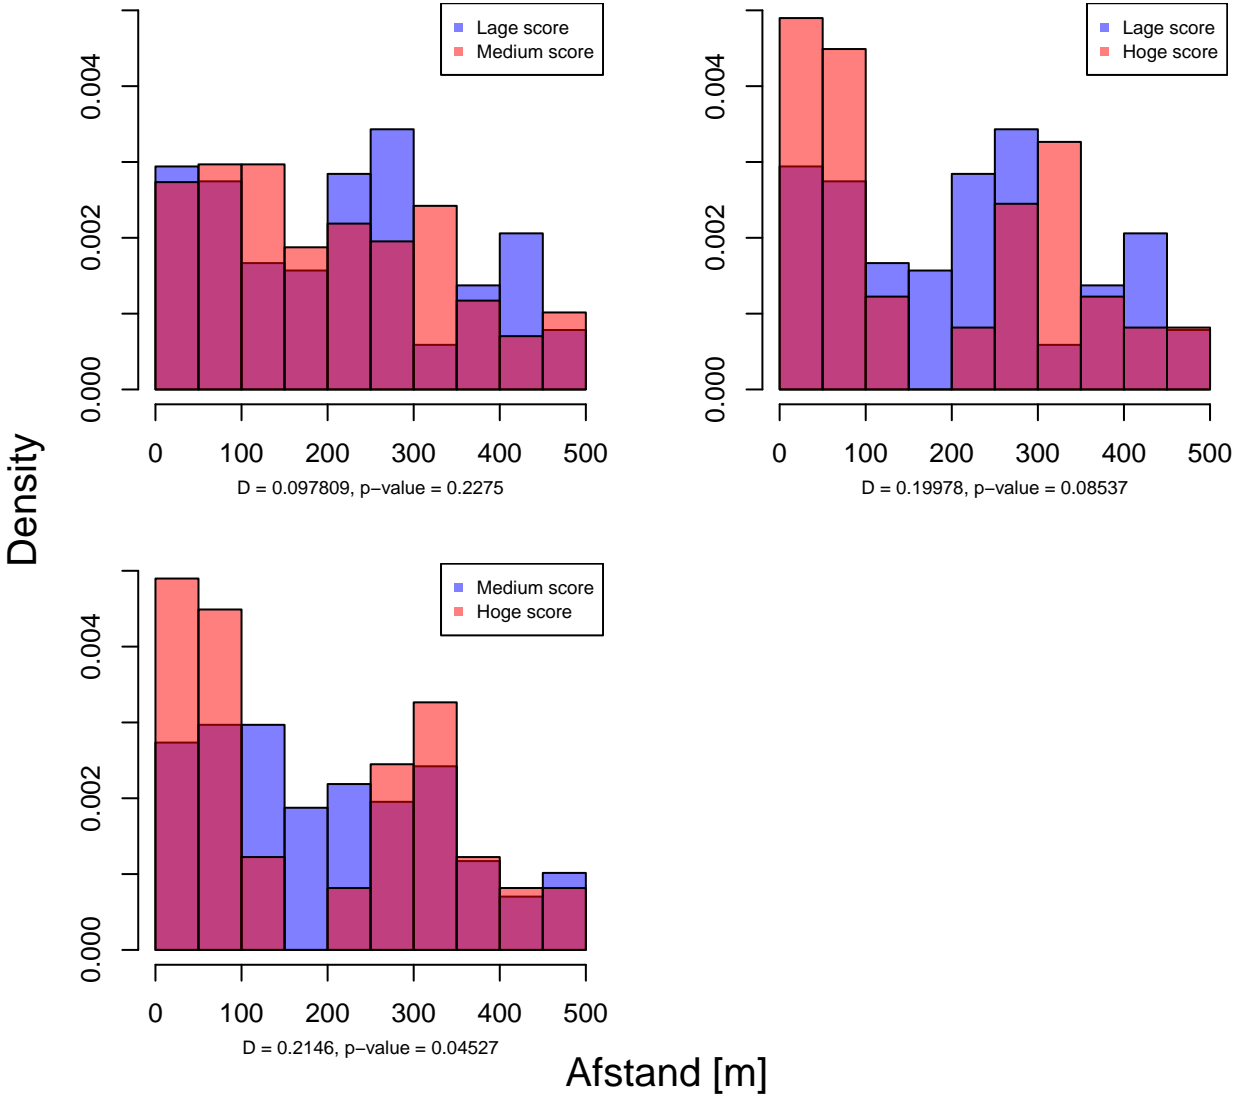 Lage score
Medium score
0.000
0.002
0.004
0 100 200 300 400 500
D = 0.097809, p−value = 0.2275
Lage score
Hoge score
0.000
0.002
0.004
0 100 200 300 400 500
D = 0.19978, p−value = 0.08537
Density
Medium score
Hoge score
0.000
0.002
0.004
0 100 200 300 400 500
D = 0.2146, p−value = 0.04527
Afstand [m]